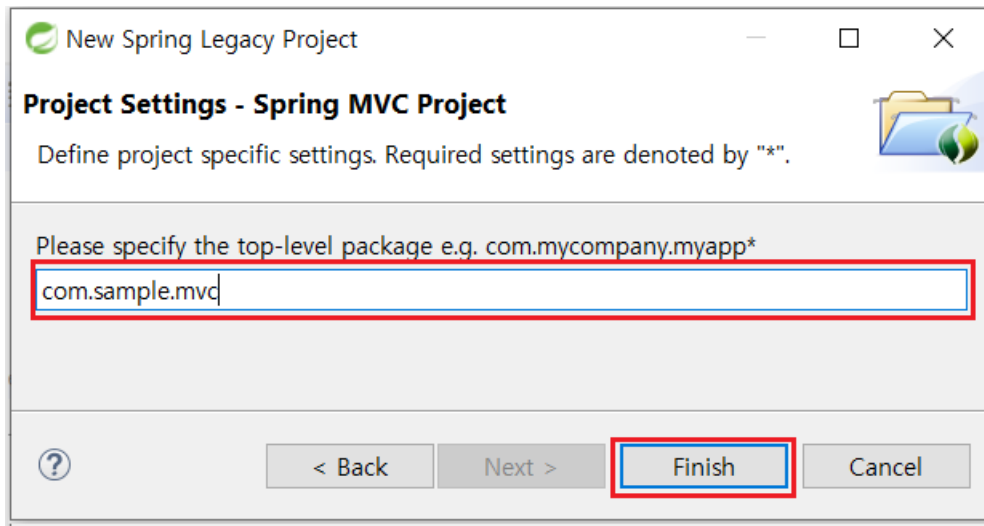 New Spring Legacy Project
Project Settings - Spring MVC Project
Define project specific settings. Required settings are denoted by "*".
Please specify the top-level package e.g. com.mycompany.myapp*
com.sample.mvc
? < Back Next > Finish Cancel